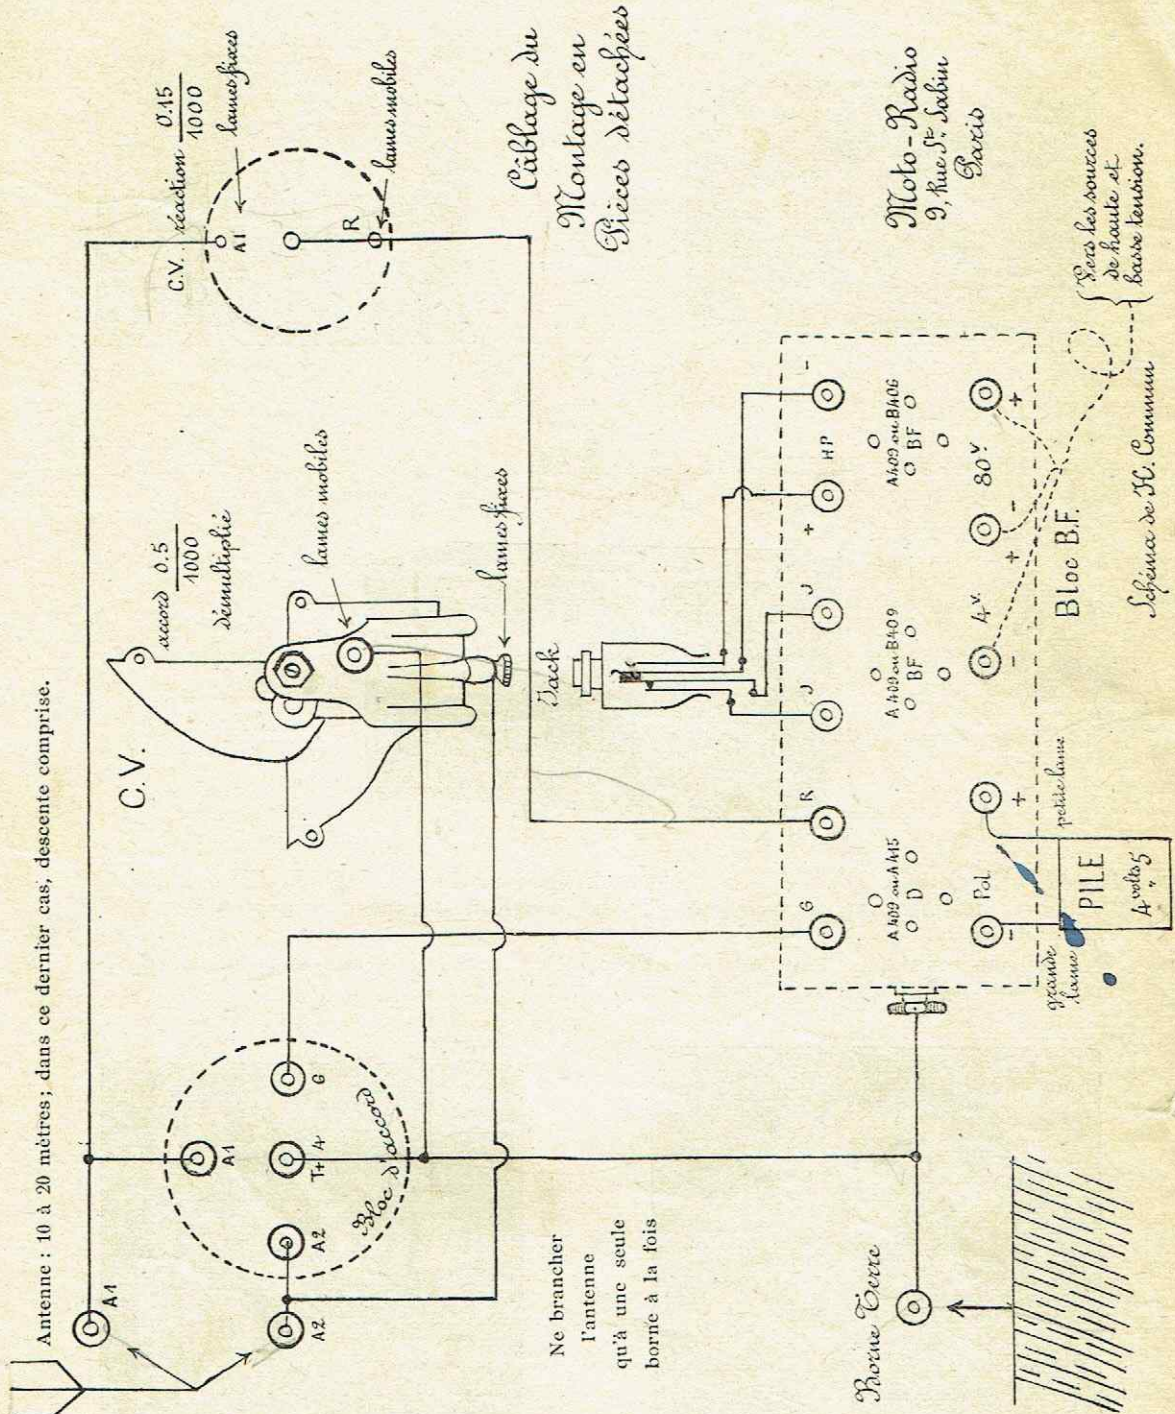 Antenne : 10 à 20 mètres ; dans ce dernier cas, descente comprise.
A1
A2
A1
T+4
A2
G
Bloc d'accord
Ne brancher
l'antenne
qu'à une seule
borne à la fois
Borne Terre
C.V.
accord 0.5
1000
démultiplié
lames mobiles
lames fixes
C.V. réaction 0.15
1000
lames fixes
A1
R
lames mobiles
Câblage du
Montage en
Pièces détachées
Jack
G
R
J
J
+
HP
-
A409 ou A415
D
A409 ou B409
BF
A409 ou B406
BF
-
Pol
+
-
4v.
+
-
80v
+
grande
lame
petite lame
PILE
4 volts 5
Bloc B.F.
Moto-Radio
9, Rue St. Sabin
Paris
Vers les sources
de haute et
basse tension.
Schéma de H. Commun